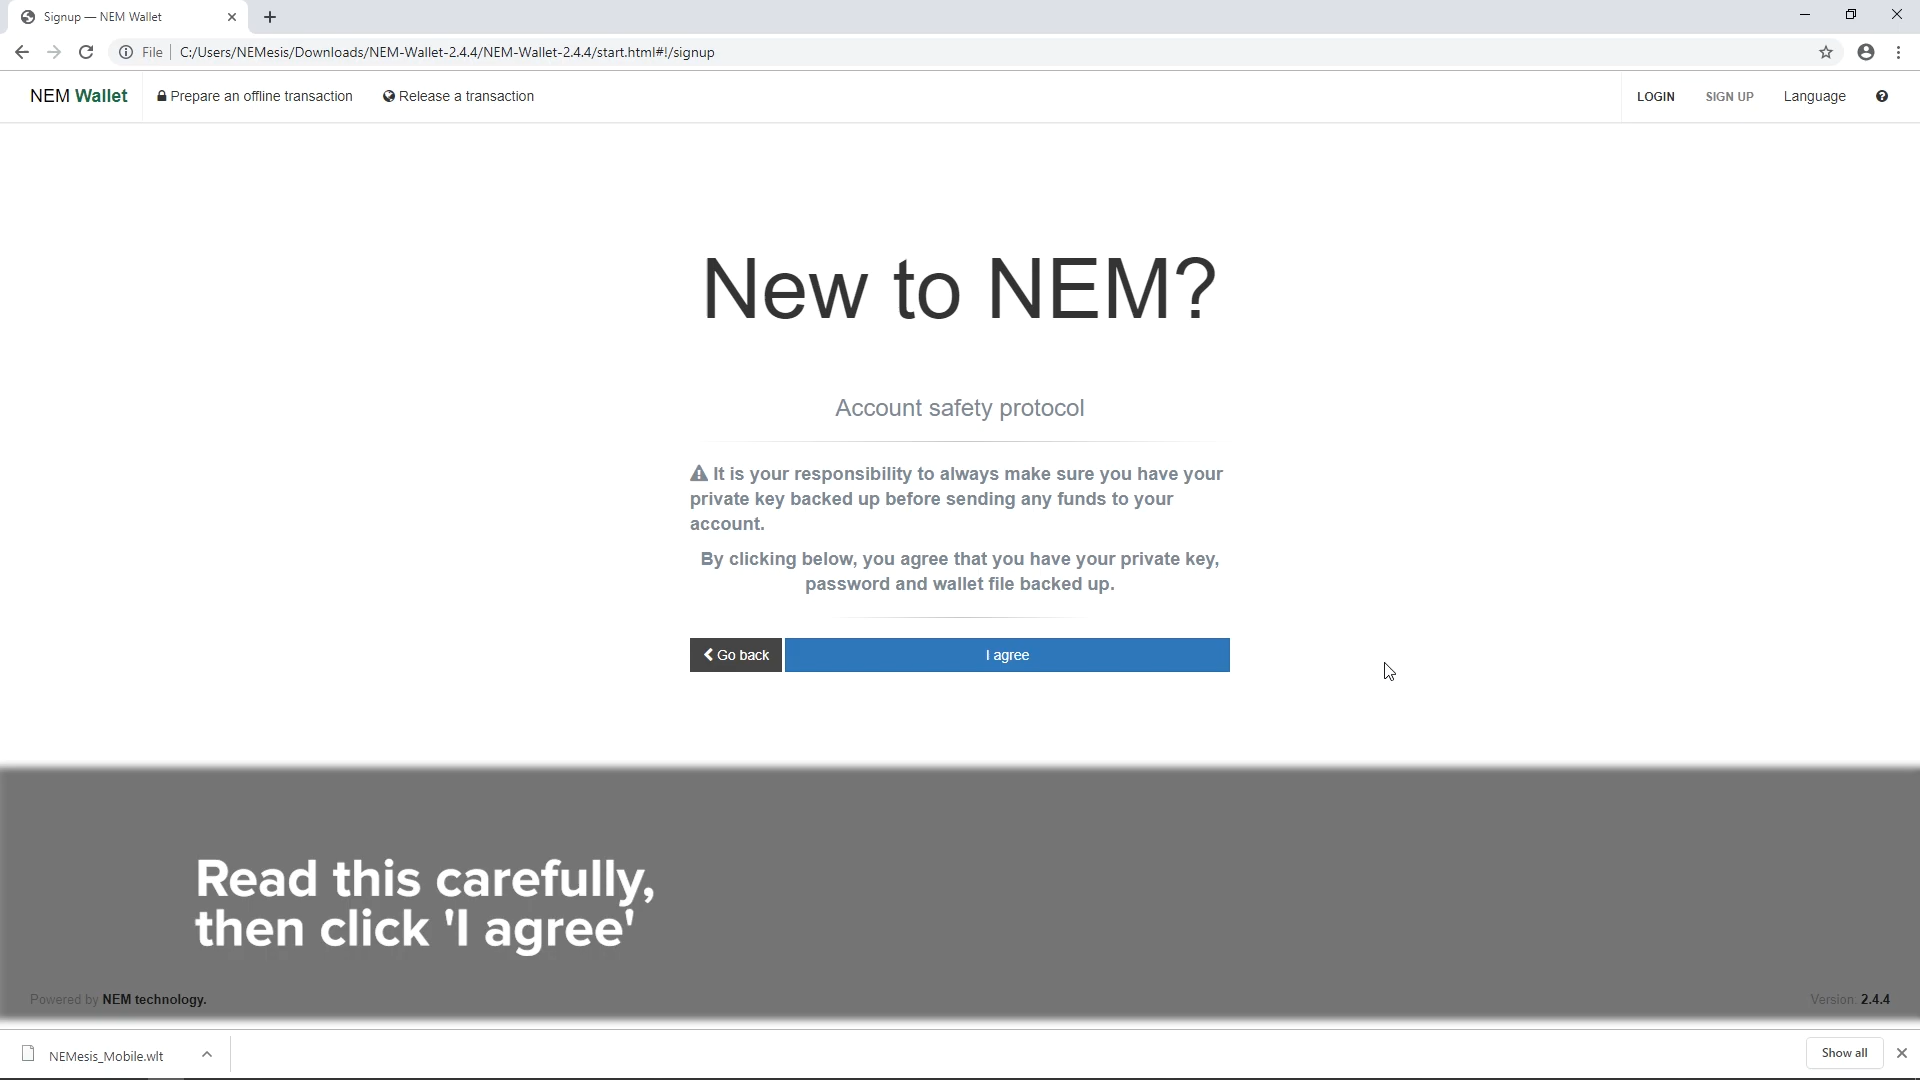 Signup — NEM Wallet
File
C:/Users/NEMesis/Downloads/NEM-Wallet-2.4.4/NEM-Wallet-2.4.4/start.html#!/signup
NEM Wallet
Prepare an offline transaction
Release a transaction
LOGIN
SIGN UP
Language
New to NEM?
Account safety protocol
It is your responsibility to always make sure you have your
private key backed up before sending any funds to your
account.
By clicking below, you agree that you have your private key,
password and wallet file backed up.
Go back
I agree
Read this carefully,
then click 'I agree'
Powered by NEM technology.
Version 2.4.4
NEMesis_Mobile.wlt
Show all